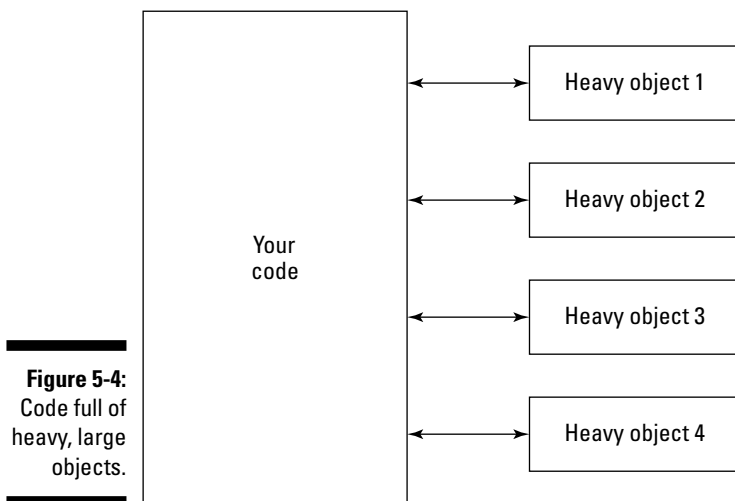 Heavy object 1
Heavy object 2
Your
code
Heavy object 3
Heavy object 4
Figure 5-4:
Code full of
heavy, large
objects.